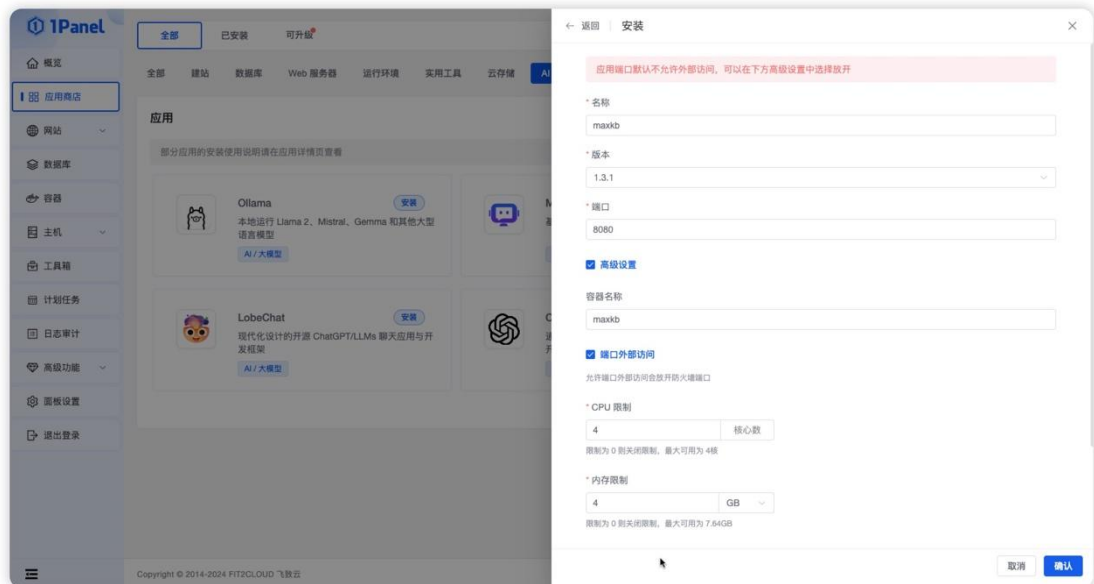 1Panel
概览
应用商店
网站
数据库
容器
主机
工具箱
计划任务
日志审计
高级功能
面板设置
退出登录
全部
已安装
可升级
全部
建站
数据库
Web 服务器
运行环境
实用工具
云存储
AI
应用
部分应用的安装使用说明请在应用详情页查看
Ollama
安装
本地运行 Llama 2、Mistral、Gemma 和其他大型
语言模型
AI / 大模型
LobeChat
安装
现代化设计的开源 ChatGPT/LLMs 聊天应用与开
发框架
AI / 大模型
Copyright © 2014-2024 FIT2CLOUD 飞致云
← 返回 | 安装
应用端口默认不允许外部访问，可以在下方高级设置中选择放开
* 名称
maxkb
* 版本
1.3.1
* 端口
8080
高级设置
容器名称
maxkb
端口外部访问
允许端口外部访问会放开防火墙端口
* CPU 限制
4 核心数
限制为 0 则关闭限制，最大可用为 4核
* 内存限制
4 GB
限制为 0 则关闭限制，最大可用为 7.64GB
取消
确认